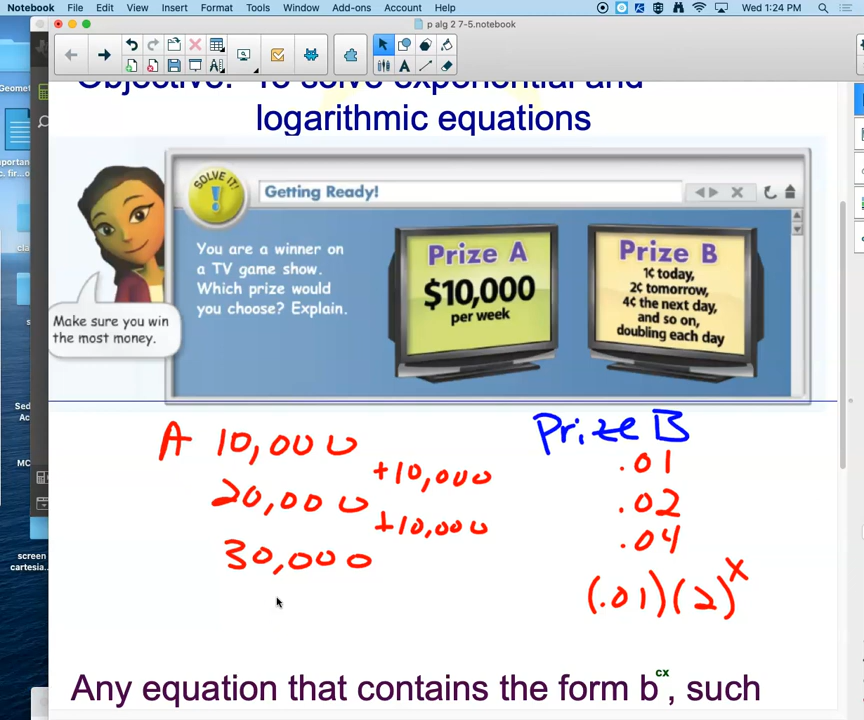 Notebook File Edit View Insert Format Tools Window Add-ons Account Help Wed 1:24 PM
p alg 2 7-5.notebook
Objective: To solve exponential and
logarithmic equations
SOLVE IT!
Getting Ready!
You are a winner on
a TV game show.
Which prize would
you choose? Explain.
Make sure you win
the most money.
Prize A
$10,000
per week
Prize B
1¢ today,
2¢ tomorrow,
4¢ the next day,
and so on,
doubling each day
A 10,000
+10,000
20,000
+10,000
30,000
Prize B
.01
.02
.04
(.01)(2)^x
Any equation that contains the form b^cx, such
screen
cartesia..